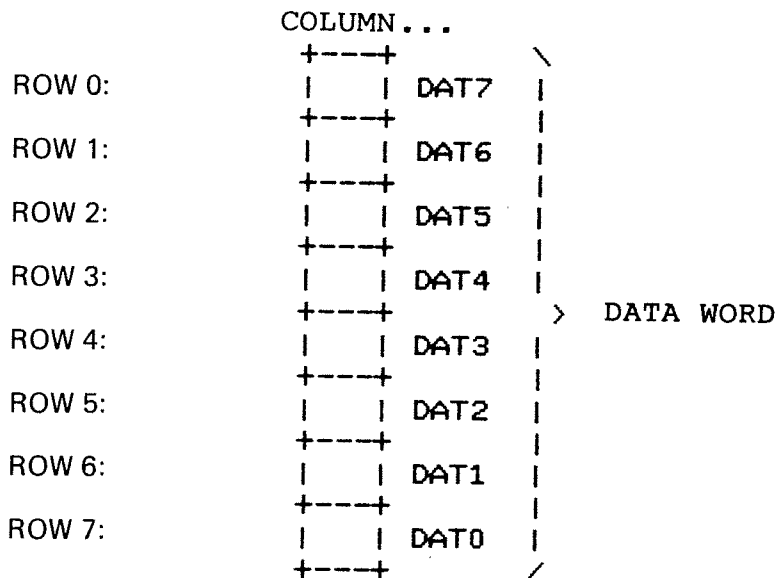 COLUMN...
ROW 0: DAT7
ROW 1: DAT6
ROW 2: DAT5
ROW 3: DAT4
DATA WORD
ROW 4: DAT3
ROW 5: DAT2
ROW 6: DAT1
ROW 7: DAT0